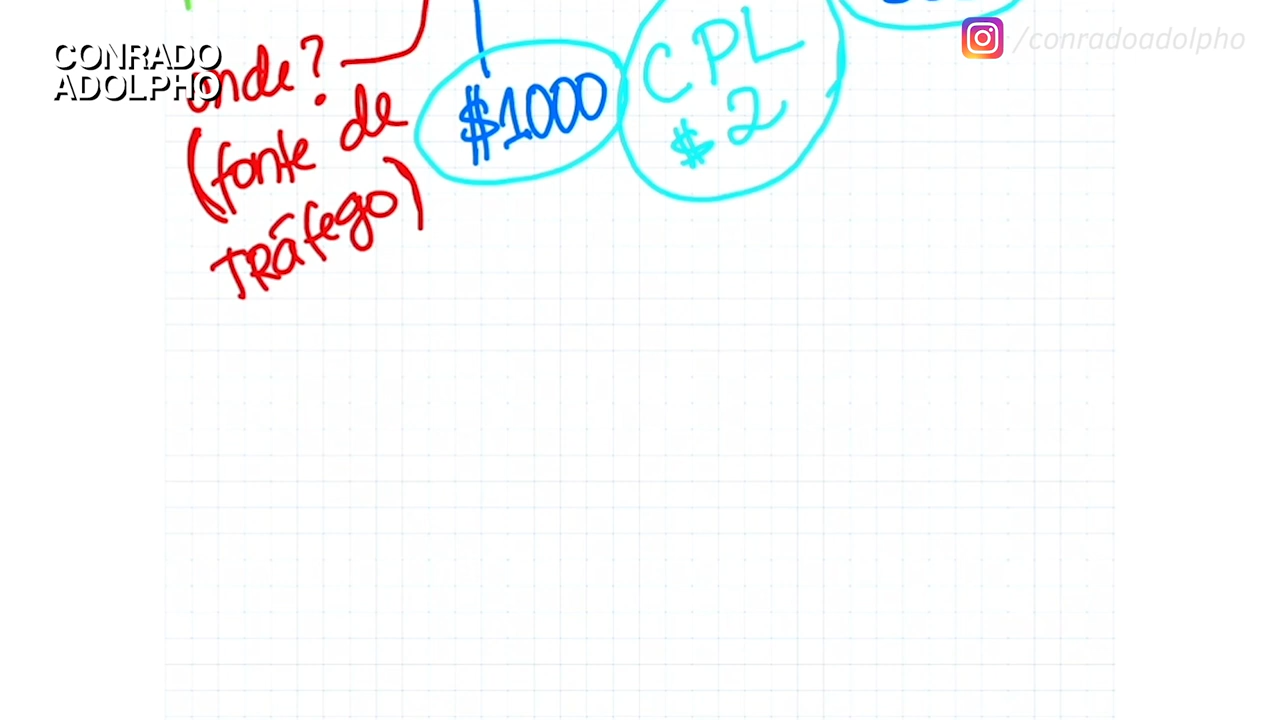 CONRADO
ADOLPHO
/conradoadolpho
onde?
(fonte de
TRáfego)
$1000
CPL
$2